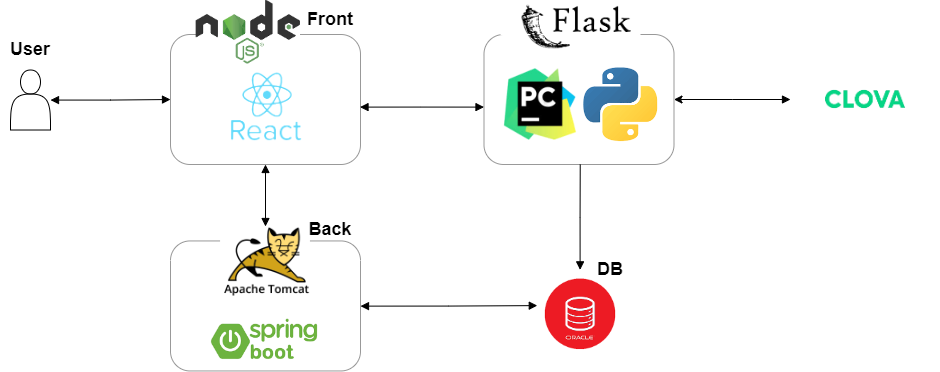 User
node
JS
Front
React
Flask
PC
CLOVA
Back
Apache Tomcat
spring
boot
DB
ORACLE